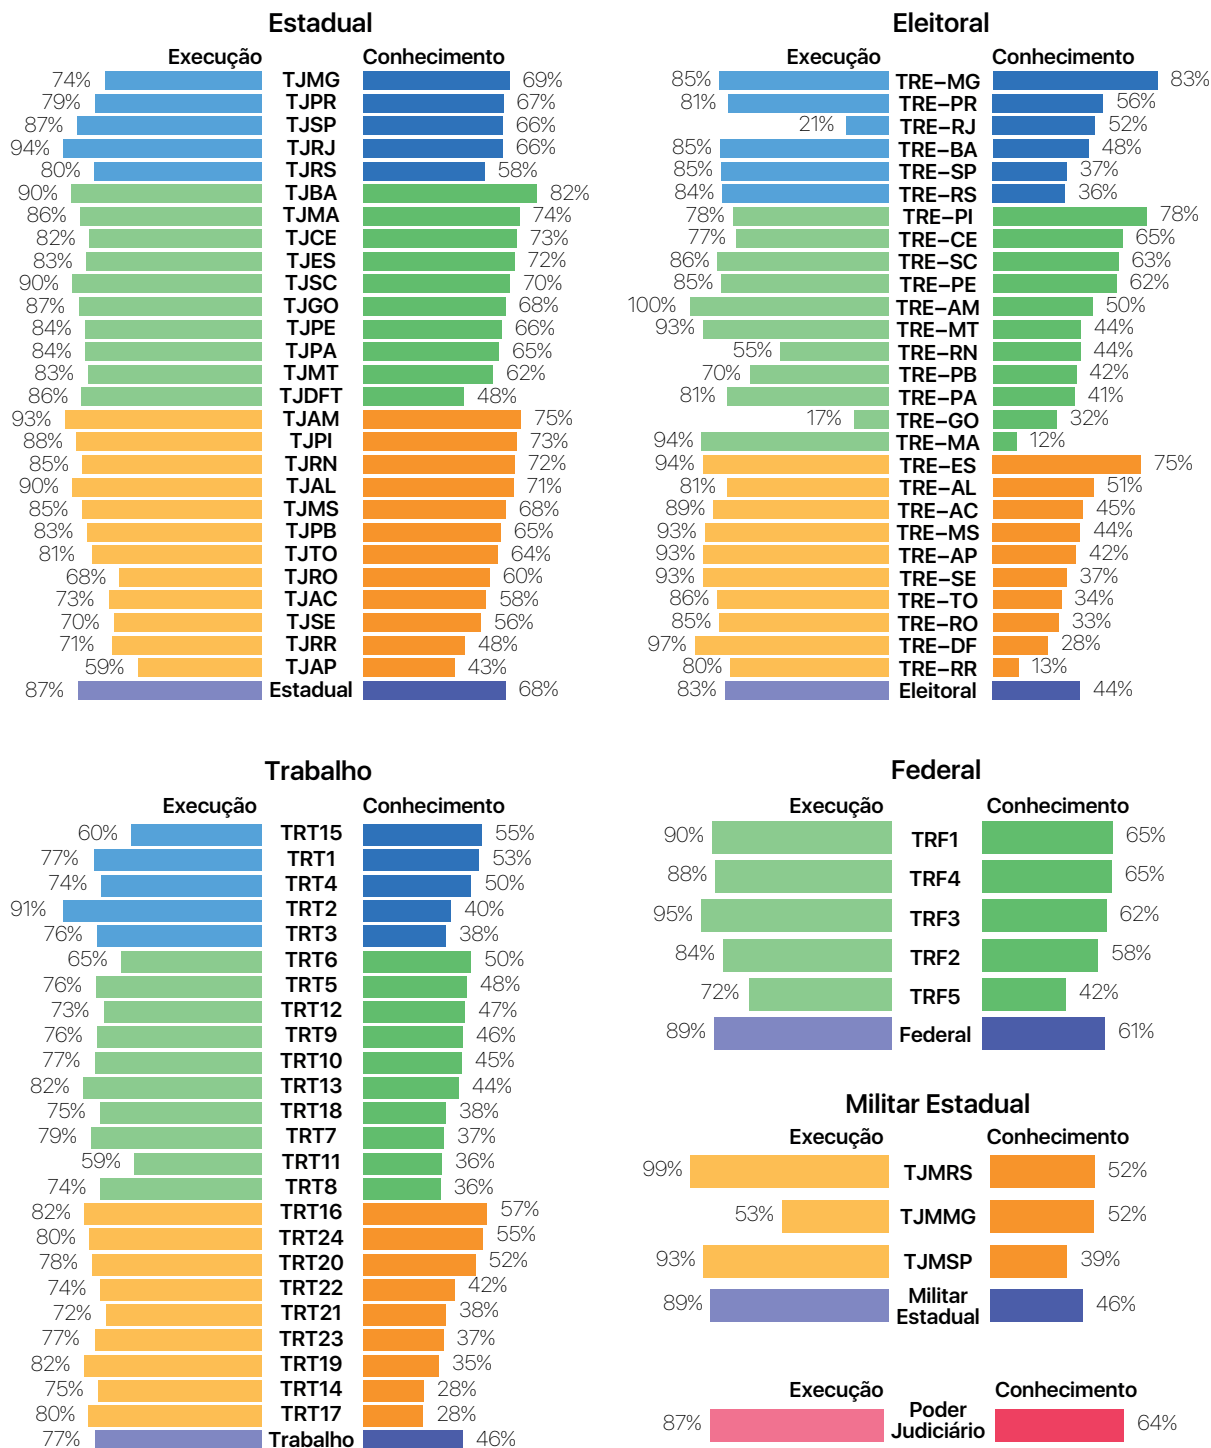 Estadual
Execução Conhecimento
74% TJMG 69%
79% TJPR 67%
87% TJSP 66%
94% TJRJ 66%
80% TJRS 58%
90% TJBA 82%
86% TJMA 74%
82% TJCE 73%
83% TJES 72%
90% TJSC 70%
87% TJGO 68%
84% TJPE 66%
84% TJPA 65%
83% TJMT 62%
86% TJDFT 48%
93% TJAM 75%
88% TJPI 73%
85% TJRN 72%
90% TJAL 71%
85% TJMS 68%
83% TJPB 65%
81% TJTO 64%
68% TJRO 60%
73% TJAC 58%
70% TJSE 56%
71% TJRR 48%
59% TJAP 43%
87% Estadual 68%
Eleitoral
Execução Conhecimento
85% TRE–MG 83%
81% TRE–PR 56%
21% TRE–RJ 52%
85% TRE–BA 48%
85% TRE–SP 37%
84% TRE–RS 36%
78% TRE–PI 78%
77% TRE–CE 65%
86% TRE–SC 63%
85% TRE–PE 62%
100% TRE–AM 50%
93% TRE–MT 44%
55% TRE–RN 44%
70% TRE–PB 42%
81% TRE–PA 41%
17% TRE–GO 32%
94% TRE–MA 12%
94% TRE–ES 75%
81% TRE–AL 51%
89% TRE–AC 45%
93% TRE–MS 44%
93% TRE–AP 42%
93% TRE–SE 37%
86% TRE–TO 34%
85% TRE–RO 33%
97% TRE–DF 28%
80% TRE–RR 13%
83% Eleitoral 44%
Trabalho
Execução Conhecimento
60% TRT15 55%
77% TRT1 53%
74% TRT4 50%
91% TRT2 40%
76% TRT3 38%
65% TRT6 50%
76% TRT5 48%
73% TRT12 47%
76% TRT9 46%
77% TRT10 45%
82% TRT13 44%
75% TRT18 38%
79% TRT7 37%
59% TRT11 36%
74% TRT8 36%
82% TRT16 57%
80% TRT24 55%
78% TRT20 52%
74% TRT22 42%
72% TRT21 38%
77% TRT23 37%
82% TRT19 35%
75% TRT14 28%
80% TRT17 28%
77% Trabalho 46%
Federal
Execução Conhecimento
90% TRF1 65%
88% TRF4 65%
95% TRF3 62%
84% TRF2 58%
72% TRF5 42%
89% Federal 61%
Militar Estadual
Execução Conhecimento
99% TJMRS 52%
53% TJMMG 52%
93% TJMSP 39%
89% Militar 46%
Estadual
Execução Conhecimento
87% Poder 64%
Judiciário